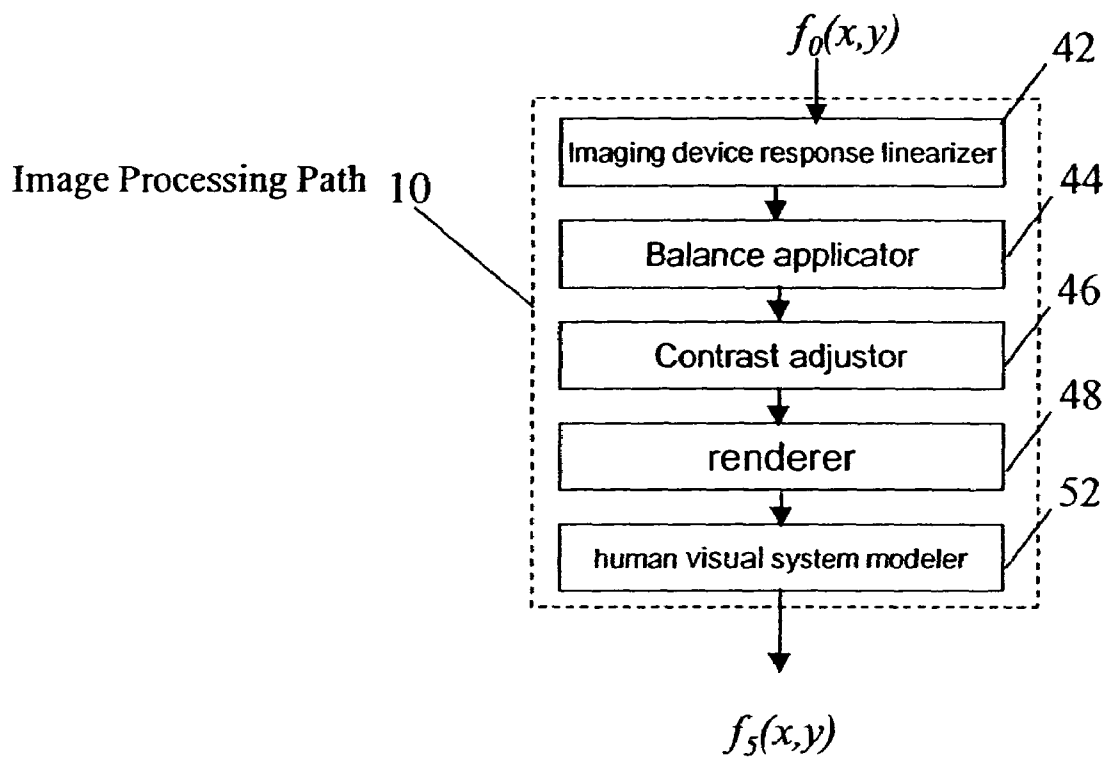 f0(x,y)
42
Imaging device response linearizer
Image Processing Path 10
44
Balance applicator
46
Contrast adjustor
48
renderer
52
human visual system modeler
f5(x,y)